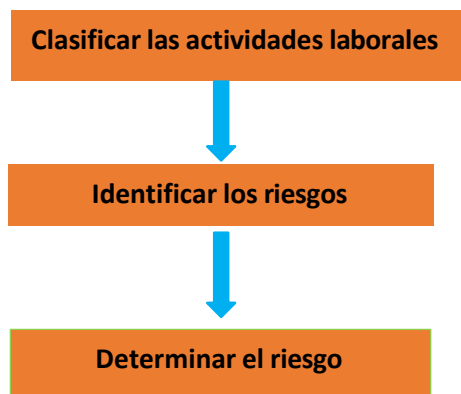 Clasificar las actividades laborales
Identificar los riesgos
Determinar el riesgo